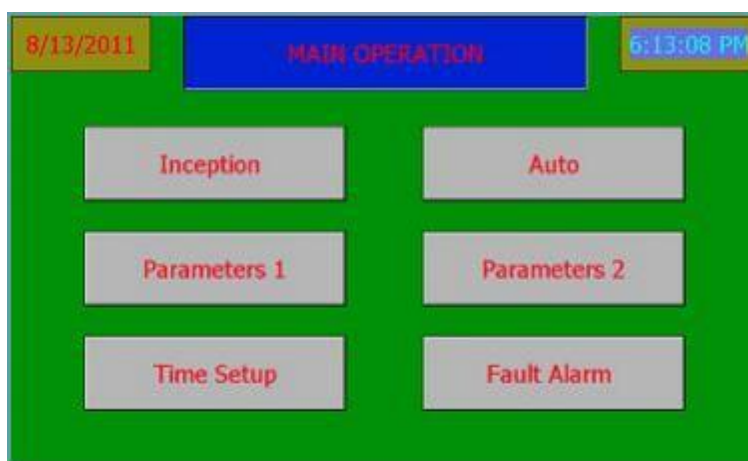 8/13/2011
MAIN OPERATION
6:13:08 PM
Inception
Auto
Parameters 1
Parameters 2
Time Setup
Fault Alarm